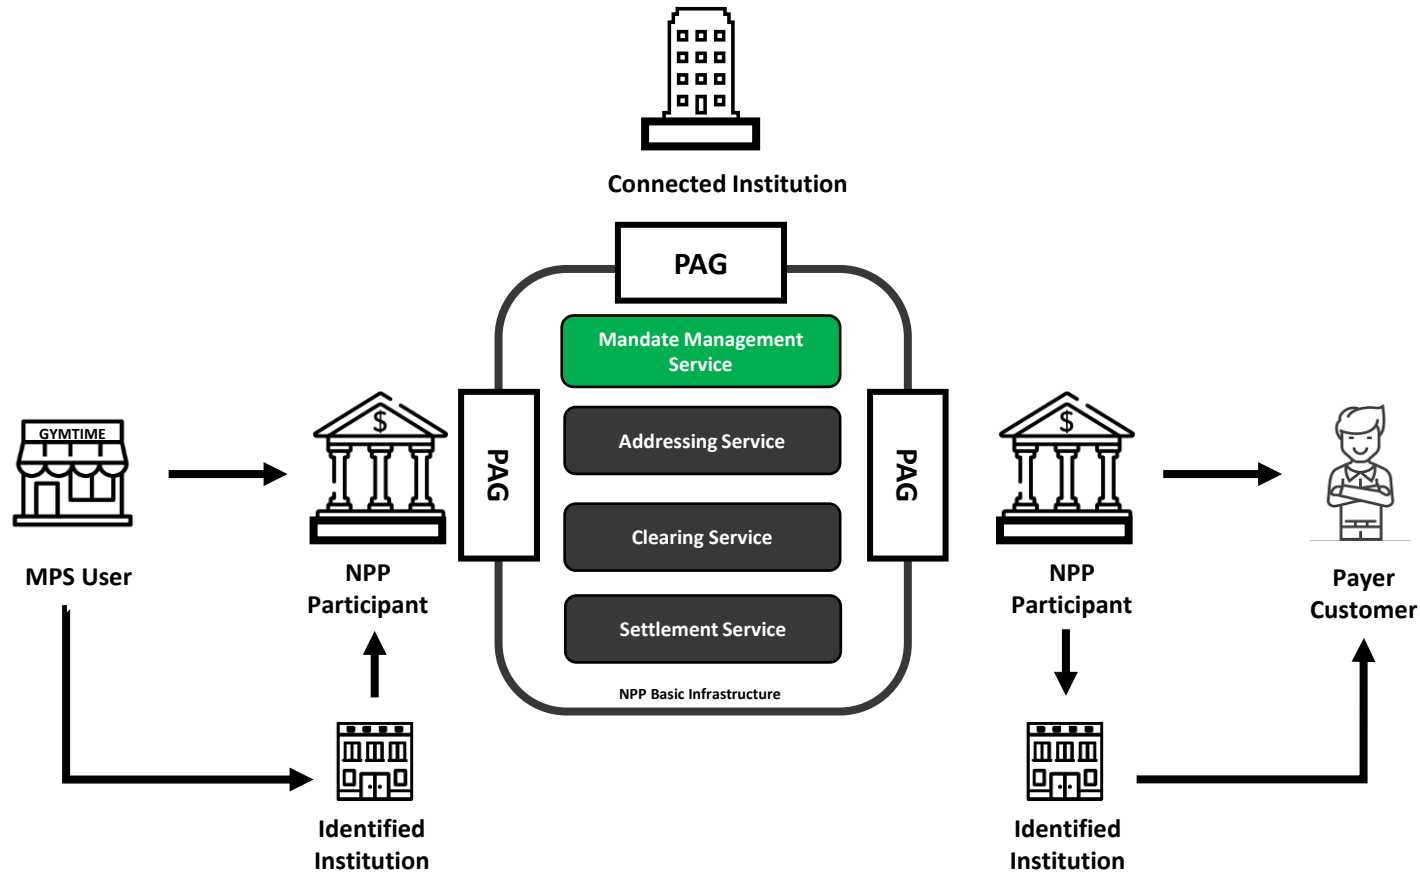 Connected Institution
PAG
Mandate Management
Service
Addressing Service
Clearing Service
Settlement Service
NPP Basic Infrastructure
PAG
PAG
GYMTIME
MPS User
$
NPP
Participant
Identified
Institution
$
NPP
Participant
Identified
Institution
Payer
Customer